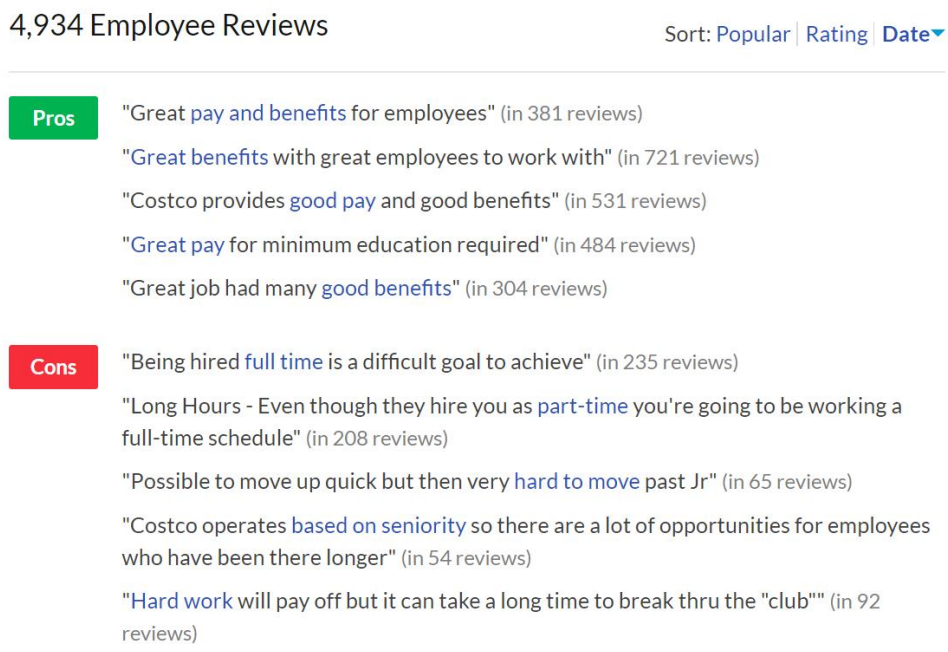 4,934 Employee Reviews
Sort: Popular | Rating | Date
Pros
"Great pay and benefits for employees" (in 381 reviews)
"Great benefits with great employees to work with" (in 721 reviews)
"Costco provides good pay and good benefits" (in 531 reviews)
"Great pay for minimum education required" (in 484 reviews)
"Great job had many good benefits" (in 304 reviews)
Cons
"Being hired full time is a difficult goal to achieve" (in 235 reviews)
"Long Hours - Even though they hire you as part-time you're going to be working a
full-time schedule" (in 208 reviews)
"Possible to move up quick but then very hard to move past Jr" (in 65 reviews)
"Costco operates based on seniority so there are a lot of opportunities for employees
who have been there longer" (in 54 reviews)
"Hard work will pay off but it can take a long time to break thru the "club"" (in 92
reviews)